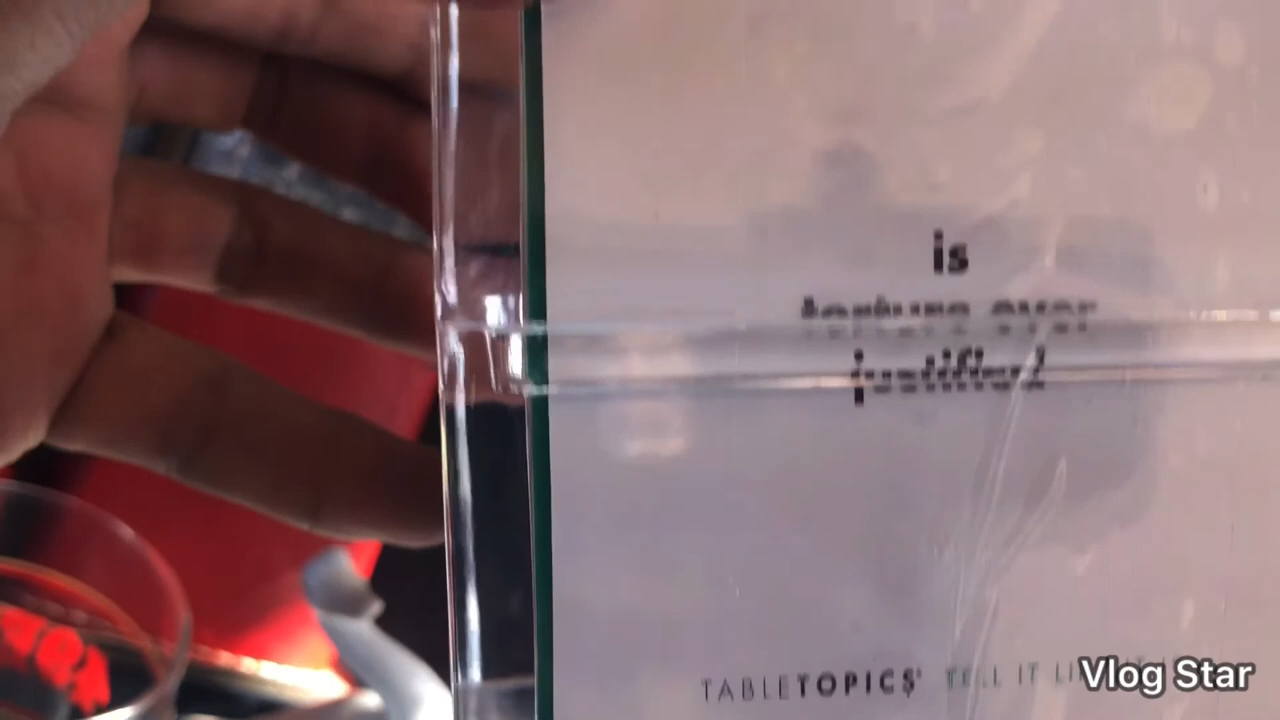 is
torture ever
justified
TABLETOPICS® TELL IT
Vlog Star